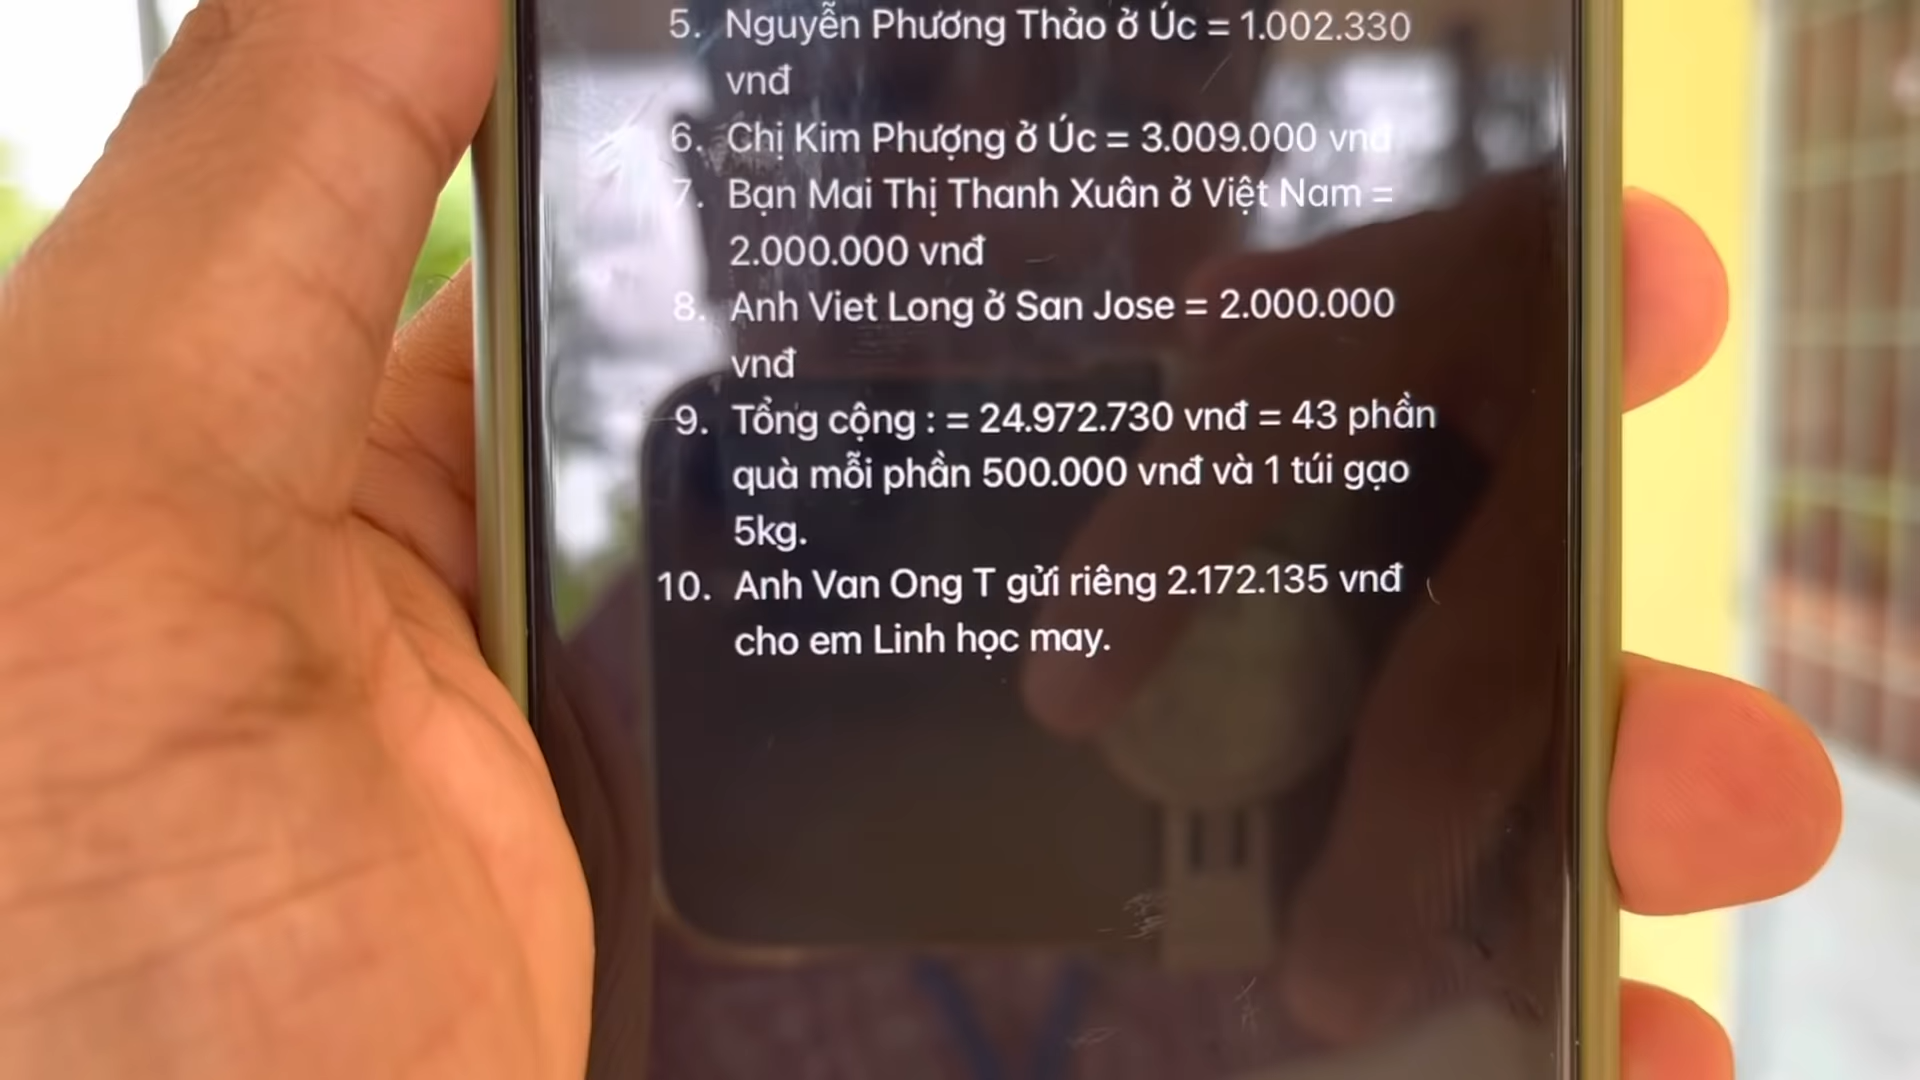 5. Nguyễn Phương Thảo ở Úc = 1.002.330
vnđ
6. Chị Kim Phượng ở Úc = 3.009.000 vnđ
7. Bạn Mai Thị Thanh Xuân ở Việt Nam =
2.000.000 vnđ
8. Anh Viet Long ở San Jose = 2.000.000
vnđ
9. Tổng cộng : = 24.972.730 vnđ = 43 phần
quà mỗi phần 500.000 vnđ và 1 túi gạo
5kg.
10. Anh Van Ong T gửi riêng 2.172.135 vnđ
cho em Linh học may.